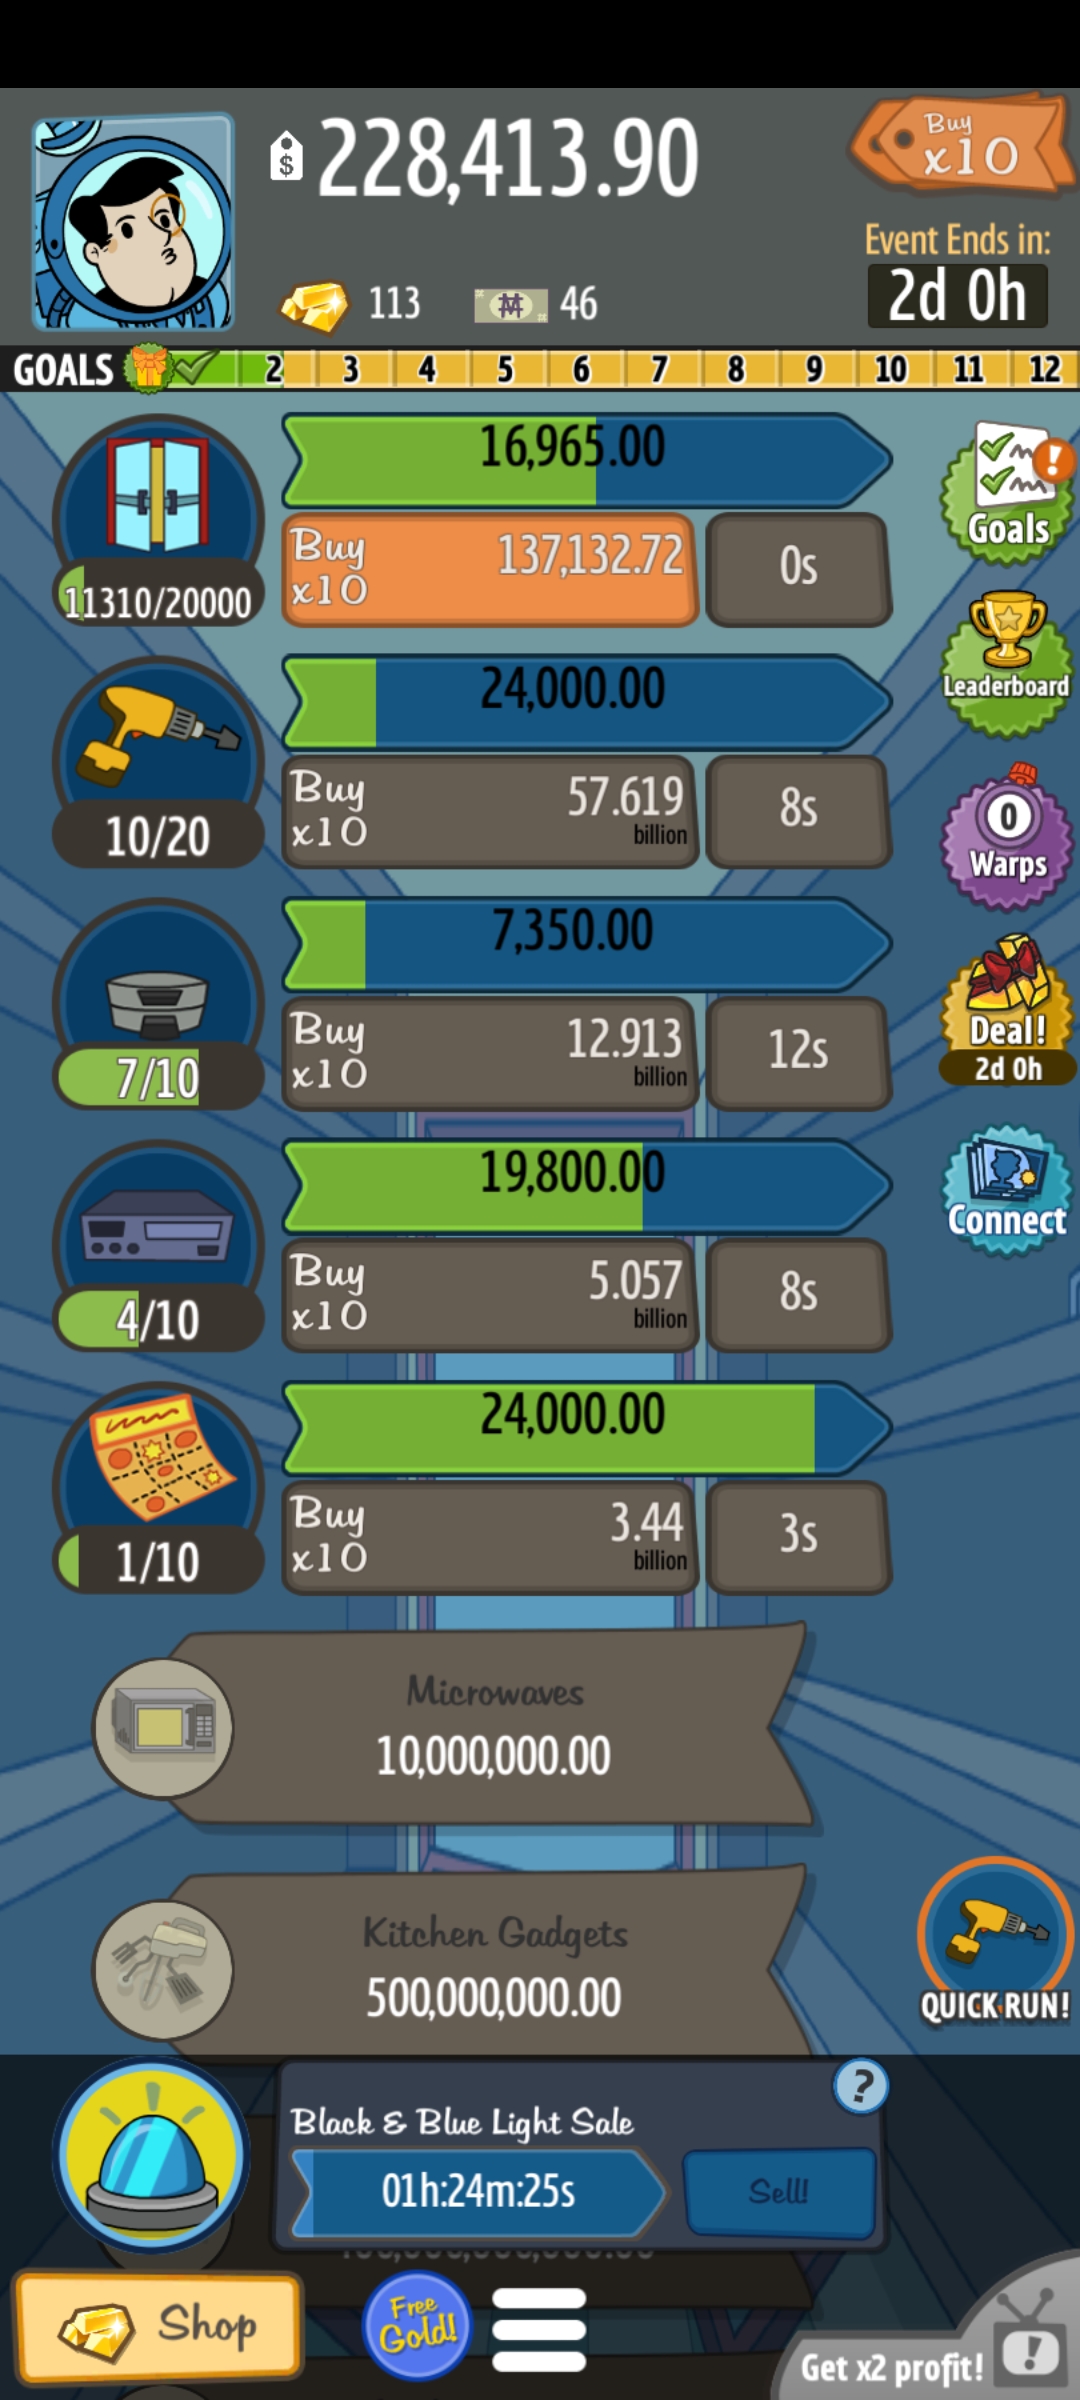 $ 228,413.90
Buy
x10
Event Ends in:
2d 0h
113
M 46
GOALS 2 3 4 5 6 7 8 9 10 11 12
16,965.00
Buy
x10
137,132.72
0s
11310/20000
Goals
24,000.00
Leaderboard
Buy
x10
57.619
billion
8s
10/20
0
Warps
7,350.00
Buy
x10
12.913
billion
12s
7/10
Deal!
2d 0h
19,800.00
Connect
Buy
x10
5.057
billion
8s
4/10
24,000.00
Buy
x10
3.44
billion
3s
1/10
Microwaves
10,000,000.00
Kitchen Gadgets
500,000,000.00
QUICK RUN!
Black & Blue Light Sale
?
01h:24m:25s
Sell!
Shop
Free
Gold!
Get x2 profit!
!